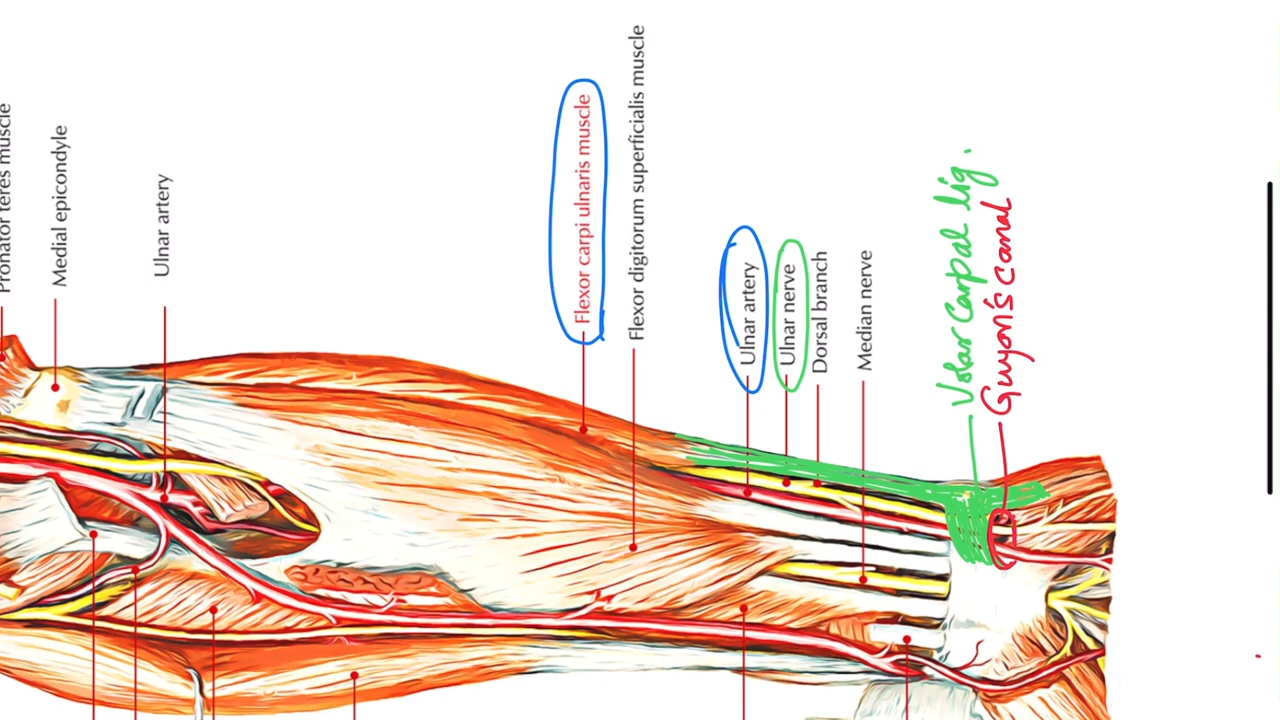 Pronator teres muscle
Medial epicondyle
Ulnar artery
Flexor carpi ulnaris muscle
Flexor digitorum superficialis muscle
Ulnar artery
Ulnar nerve
Dorsal branch
Median nerve
Volar Carpal lig.
Guyon's Canal